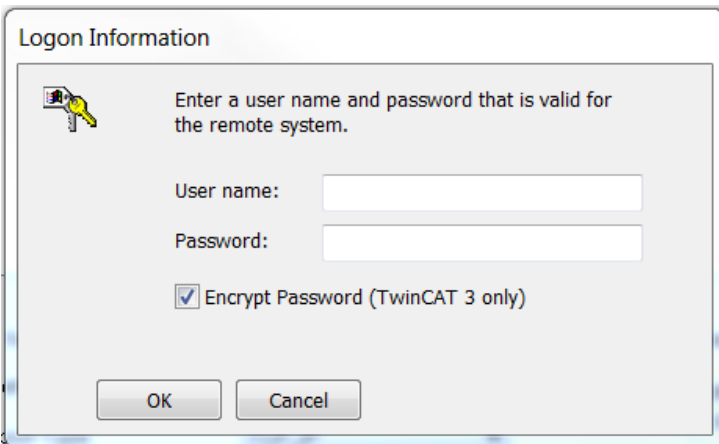 Logon Information
Enter a user name and password that is valid for
the remote system.
User name:
Password:
Encrypt Password (TwinCAT 3 only)
OK
Cancel